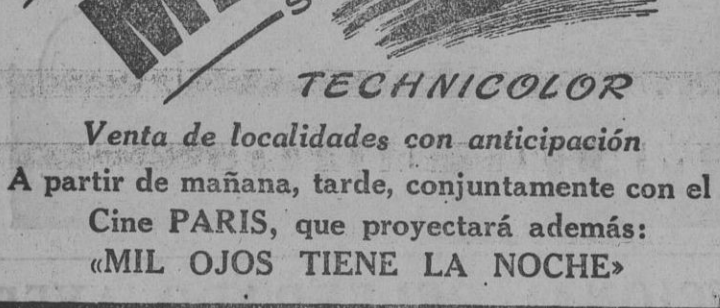 TECHNICOLOR
Venta de localidades con anticipación
A partir de mañana, tarde, conjuntamente con el
Cine PARIS, que proyectará además:
«MIL OJOS TIENE LA NOCHE»